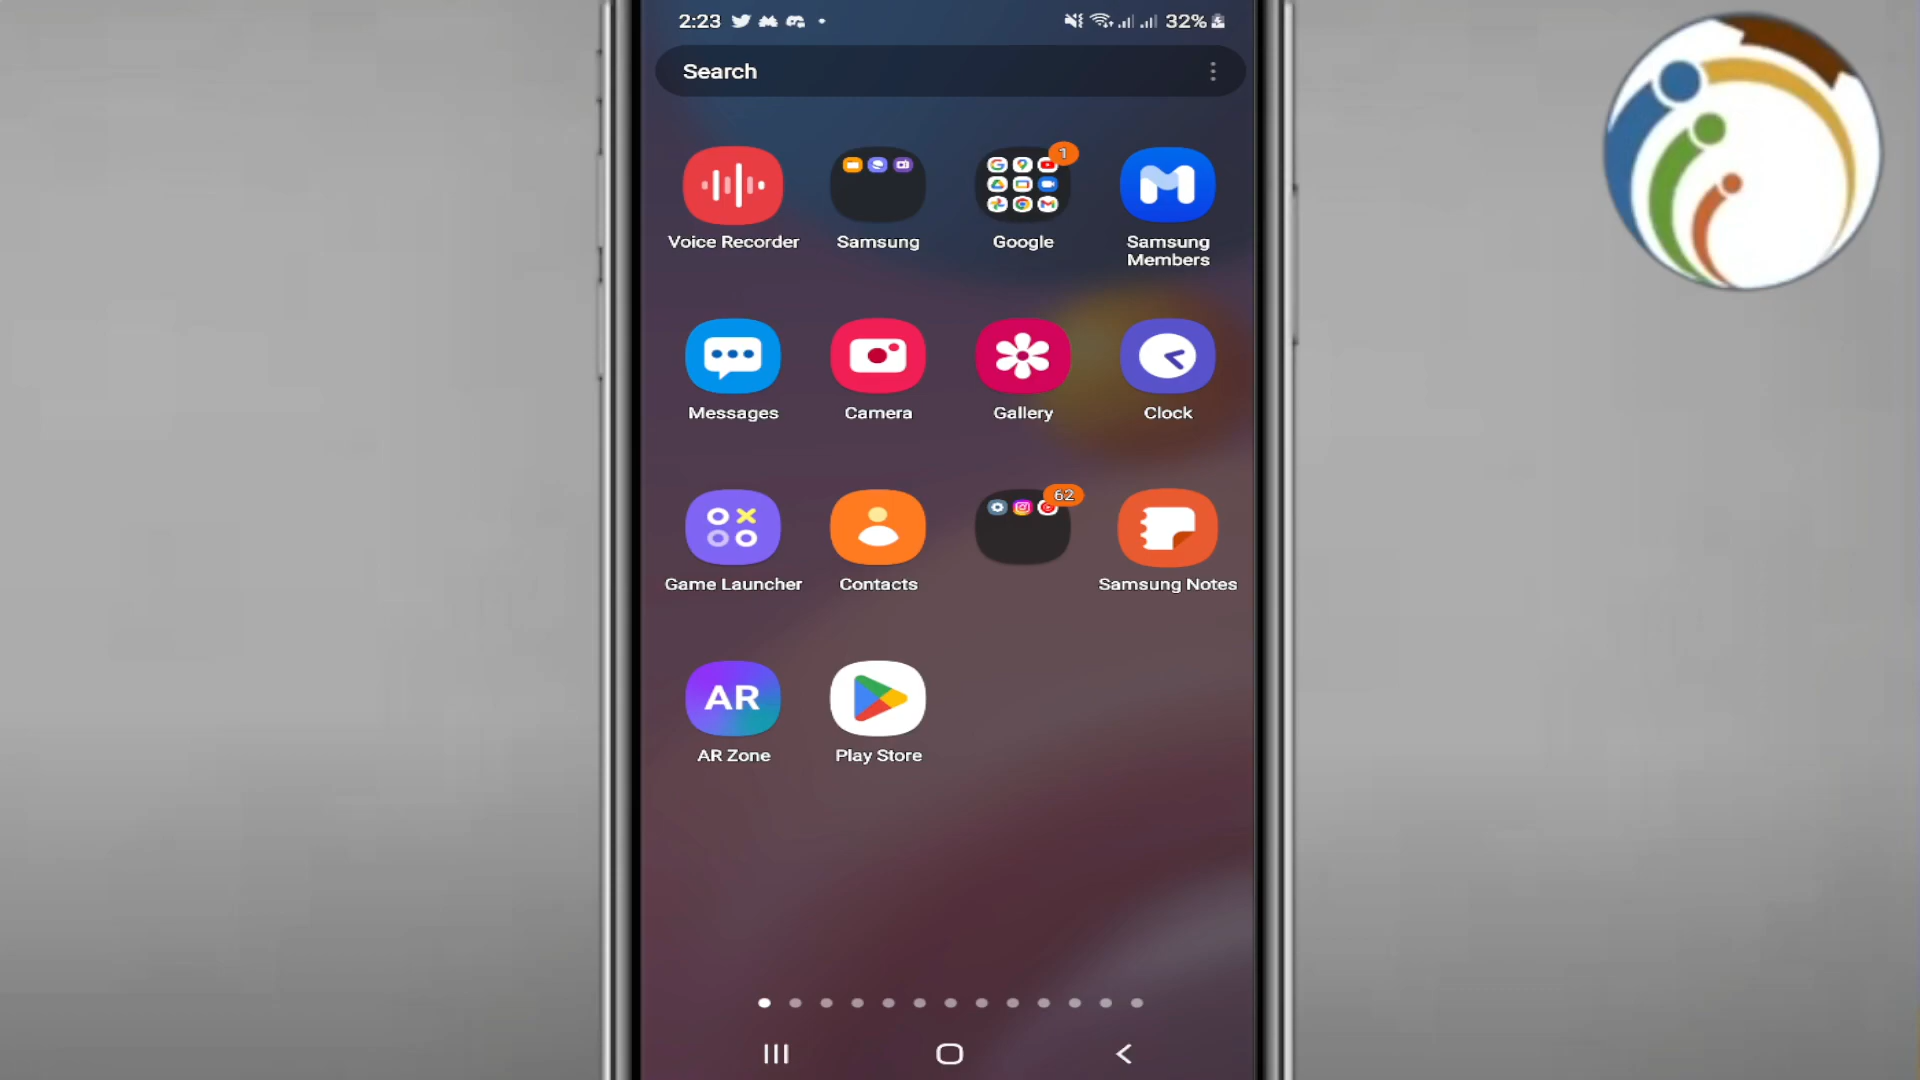 2:23
32%
Search
1
Voice Recorder
Samsung
Google
Samsung
Members
Messages
Camera
Gallery
Clock
62
Game Launcher
Contacts
Samsung Notes
AR
AR Zone
Play Store